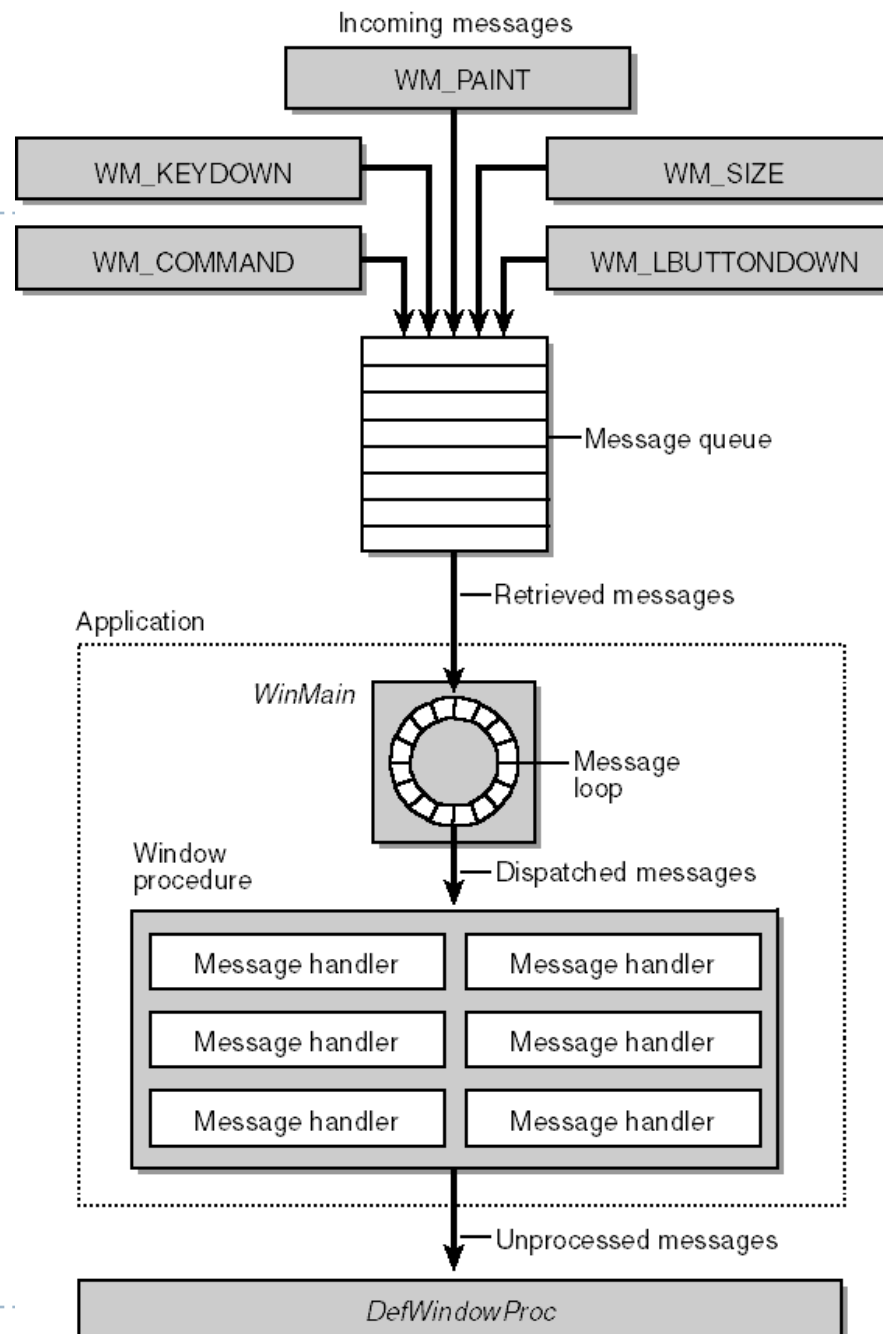 Incoming messages
WM_PAINT
WM_KEYDOWN
WM_SIZE
WM_COMMAND
WM_LBUTTONDOWN
Message queue
Retrieved messages
Application
WinMain
Message
loop
Window
procedure
Dispatched messages
Message handler
Message handler
Message handler
Message handler
Message handler
Message handler
Unprocessed messages
DefWindowProc